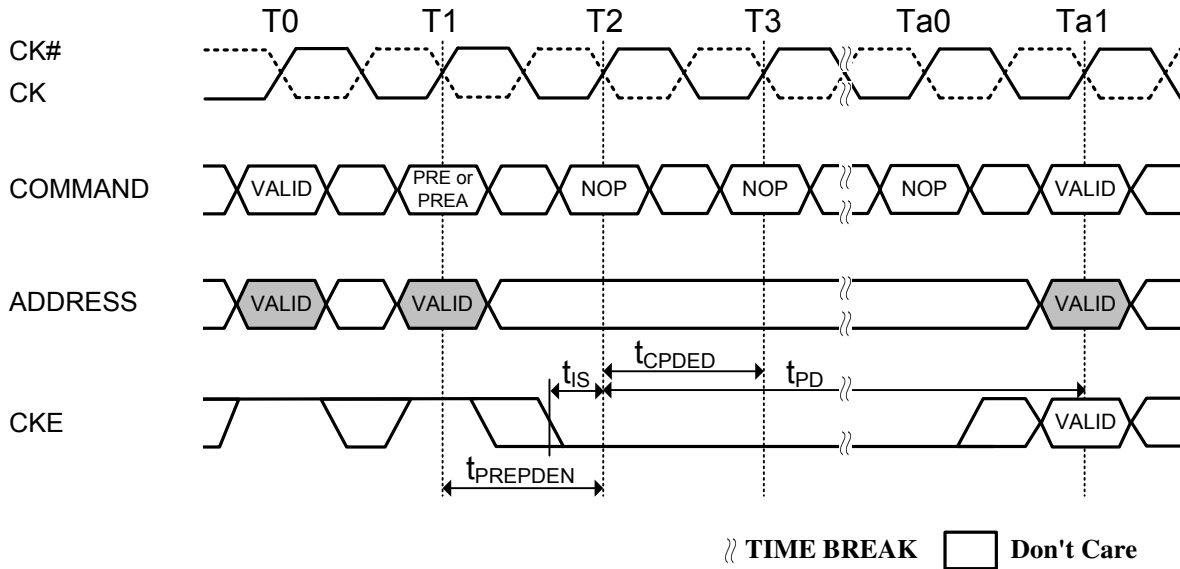 T0 T1 T2 T3 Ta0 Ta1
CK#
CK
COMMAND VALID PRE or PREA NOP NOP NOP VALID
ADDRESS VALID VALID VALID
tIS tCPDED tPD
CKE VALID
tPREPDEN
TIME BREAK Don't Care